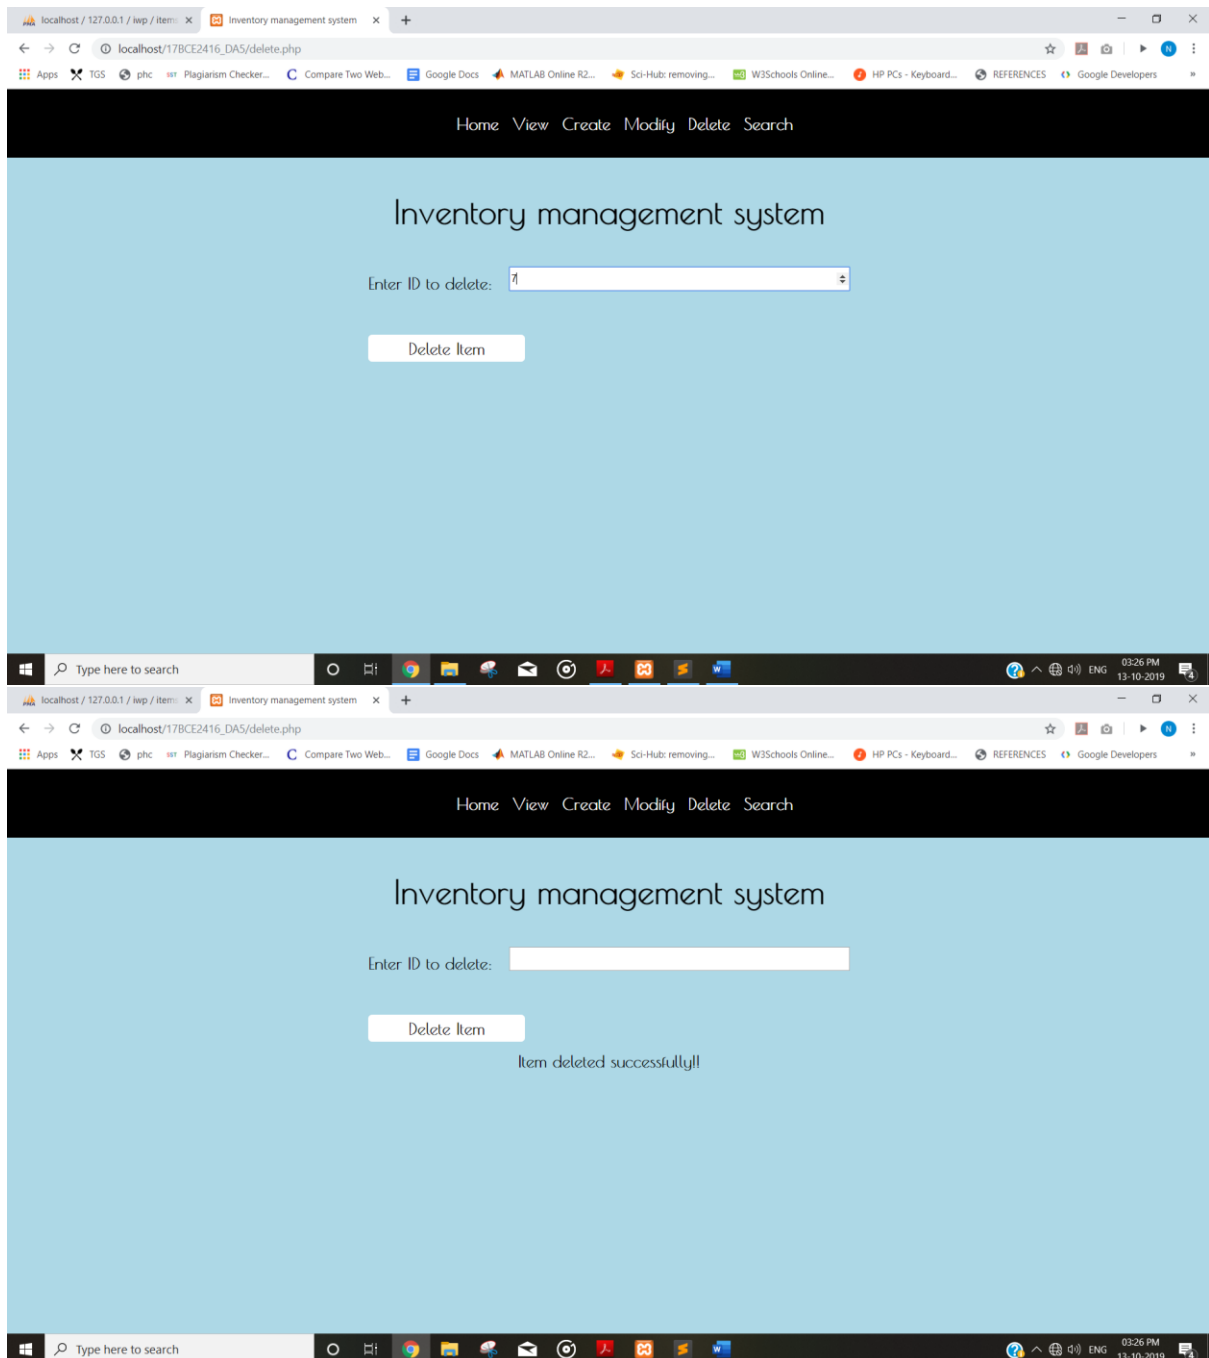 localhost / 127.0.0.1 / iwp / item
Inventory management system
localhost/17BCE2416_DA5/delete.php
Apps TGS phc Plagiarism Checker... Compare Two Web... Google Docs MATLAB Online R2... Sci-Hub: removing... W3Schools Online... HP PCs - Keyboard... REFERENCES Google Developers »
Home View Create Modify Delete Search
Inventory management system
Enter ID to delete: 7
Delete Item
Type here to search
ENG 03:26 PM
13-10-2019
4
localhost / 127.0.0.1 / iwp / item
Inventory management system
localhost/17BCE2416_DA5/delete.php
Apps TGS phc Plagiarism Checker... Compare Two Web... Google Docs MATLAB Online R2... Sci-Hub: removing... W3Schools Online... HP PCs - Keyboard... REFERENCES Google Developers »
Home View Create Modify Delete Search
Inventory management system
Enter ID to delete:
Delete Item
Item deleted successfully!!
Type here to search
ENG 03:26 PM
13-10-2019